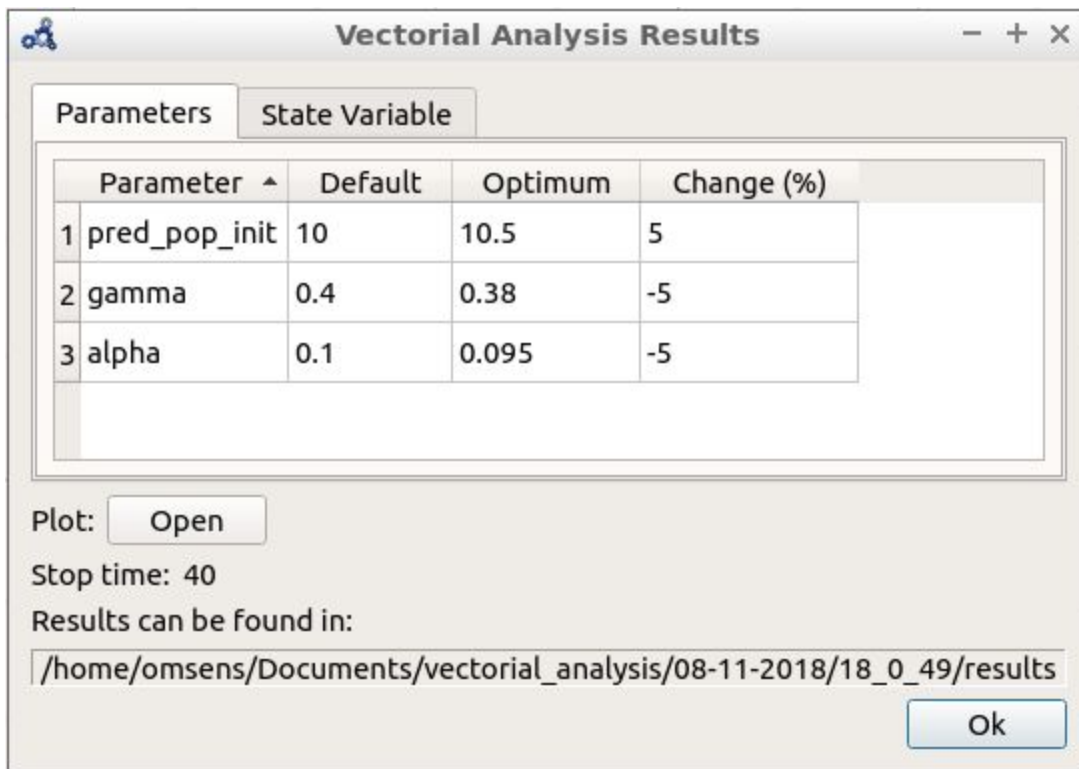 Vectorial Analysis Results
Parameters State Variable
Parameter Default Optimum Change (%)
1 pred_pop_init 10 10.5 5
2 gamma 0.4 0.38 -5
3 alpha 0.1 0.095 -5
Plot: Open
Stop time: 40
Results can be found in:
/home/omsens/Documents/vectorial_analysis/08-11-2018/18_0_49/results
Ok